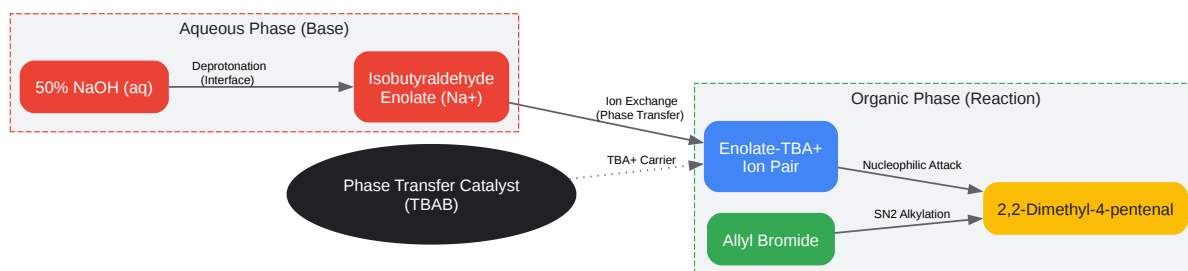 Aqueous Phase (Base)
50% NaOH (aq)
Deprotonation
(Interface)
Isobutyraldehyde
Enolate (Na+)
Ion Exchange
(Phase Transfer)
Phase Transfer Catalyst
(TBAB)
TBA+ Carrier
Organic Phase (Reaction)
Enolate-TBA+
Ion Pair
Nucleophilic Attack
Allyl Bromide
SN2 Alkylation
2,2-Dimethyl-4-pentenal